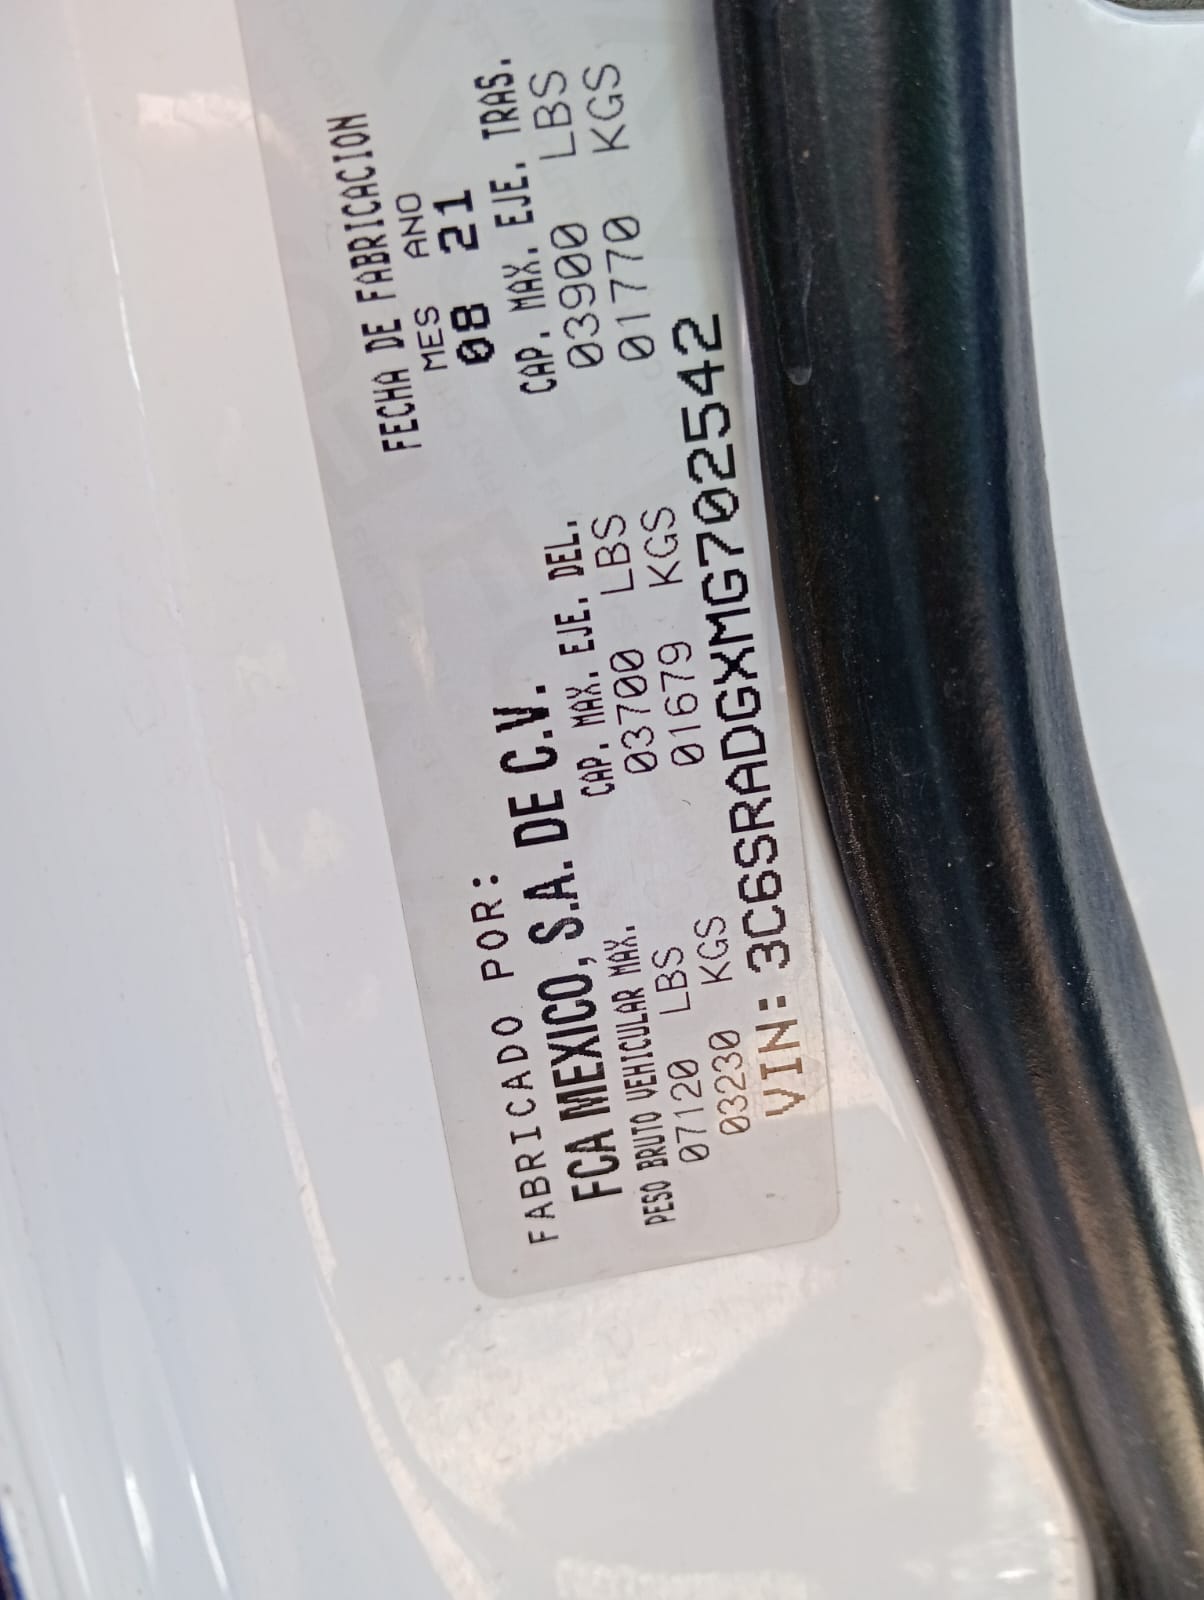 FABRICADO POR:
FECHA DE FABRICACION
MES ANO
08 21
FCA MEXICO, S.A. DE C.V.
PESO BRUTO VEHICULAR MAX.
07120 LBS
03230 KGS
CAP. MAX. EJE. DEL.
03700 LBS
01679 KGS
CAP. MAX. EJE. TRAS.
03900 LBS
01770 KGS
VIN: 3C6SRADGXMG702542